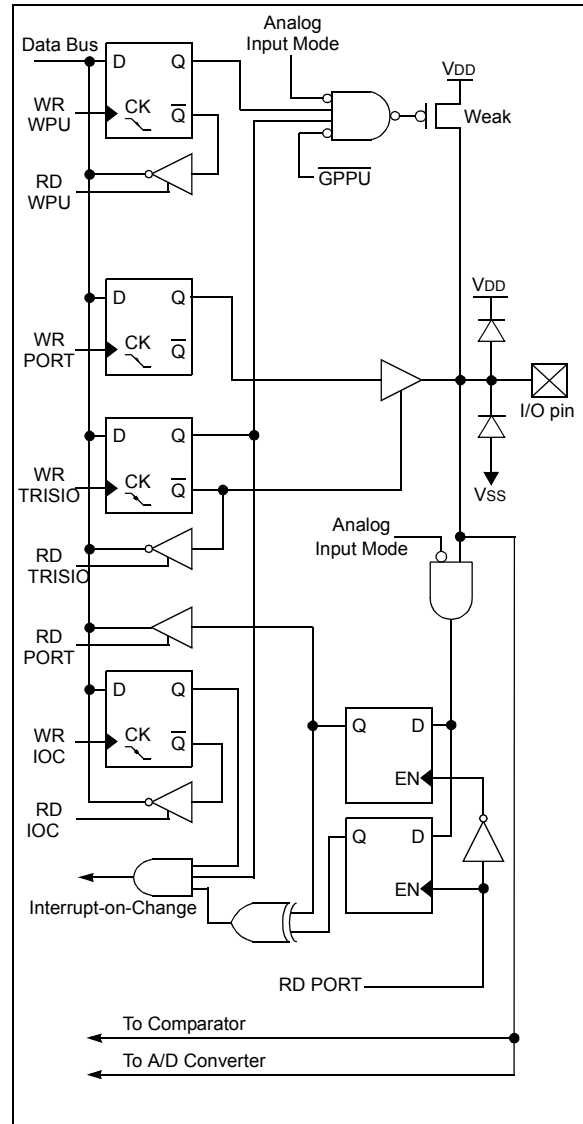 Analog
Input Mode
Data Bus
D Q
VDD
WR
WPU
CK Q
Weak
RD
WPU
GPPU
D Q
VDD
WR
PORT
CK Q
I/O pin
D Q
WR
TRISIO
CK Q
VSS
Analog
Input Mode
RD
TRISIO
RD
PORT
D Q
Q D
WR
IOC
CK Q
EN
RD
IOC
Q D
Interrupt-on-Change
EN
RD PORT
To Comparator
To A/D Converter